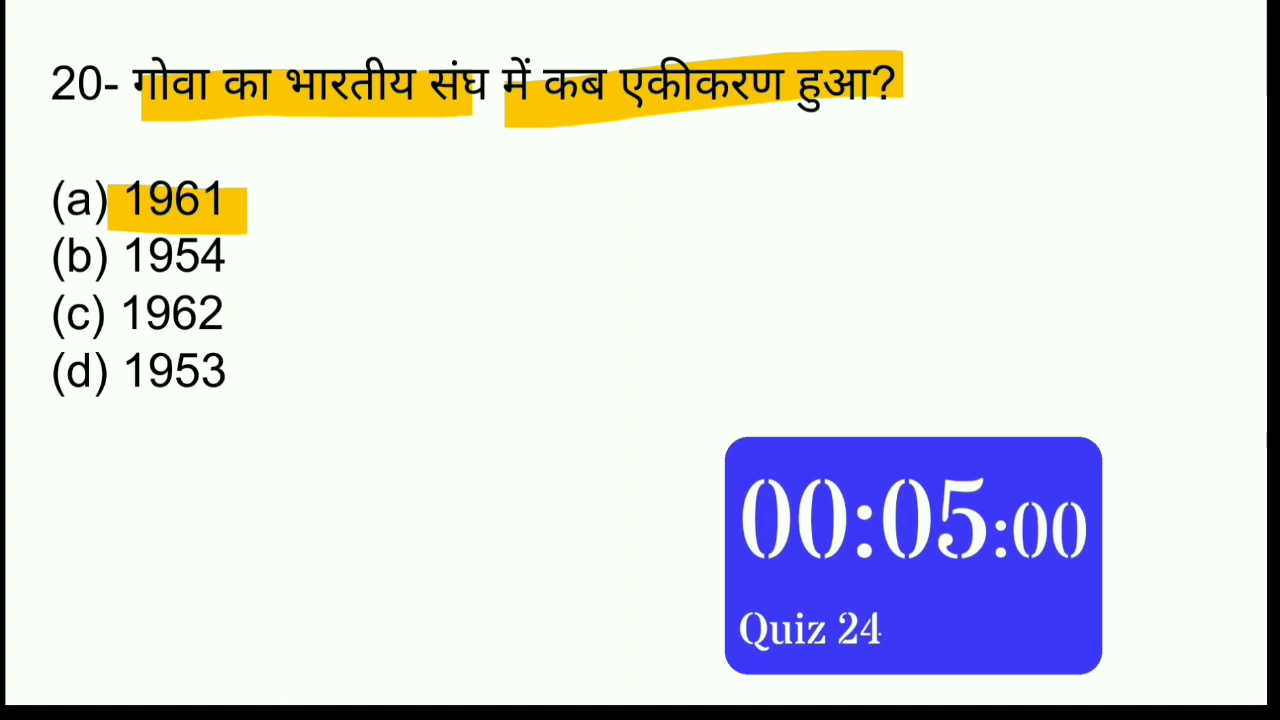 20- गोवा का भारतीय संघ में कब एकीकरण हुआ?
(a) 1961
(b) 1954
(c) 1962
(d) 1953
00:05:00
Quiz 24